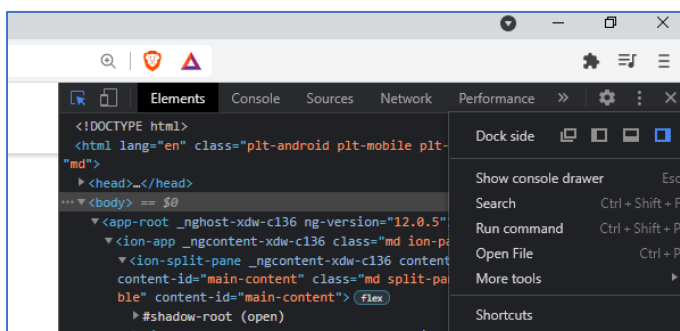 Elements Console Sources Network Performance »
<!DOCTYPE html>
<html lang="en" class="plt-android plt-mobile plt-
"md">
▶<head>…</head>
…▼<body> == $0
▼<app-root _nghost-xdw-c136 ng-version="12.0.5"
▼<ion-app _ngcontent-xdw-c136 class="md ion-pa
▼<ion-split-pane _ngcontent-xdw-c136 content
content-id="main-content" class="md split-pa
ble" content-id="main-content"> flex
▶#shadow-root (open)
Dock side
Show console drawer Esc
Search Ctrl + Shift + F
Run command Ctrl + Shift + P
Open File Ctrl + P
More tools
Shortcuts